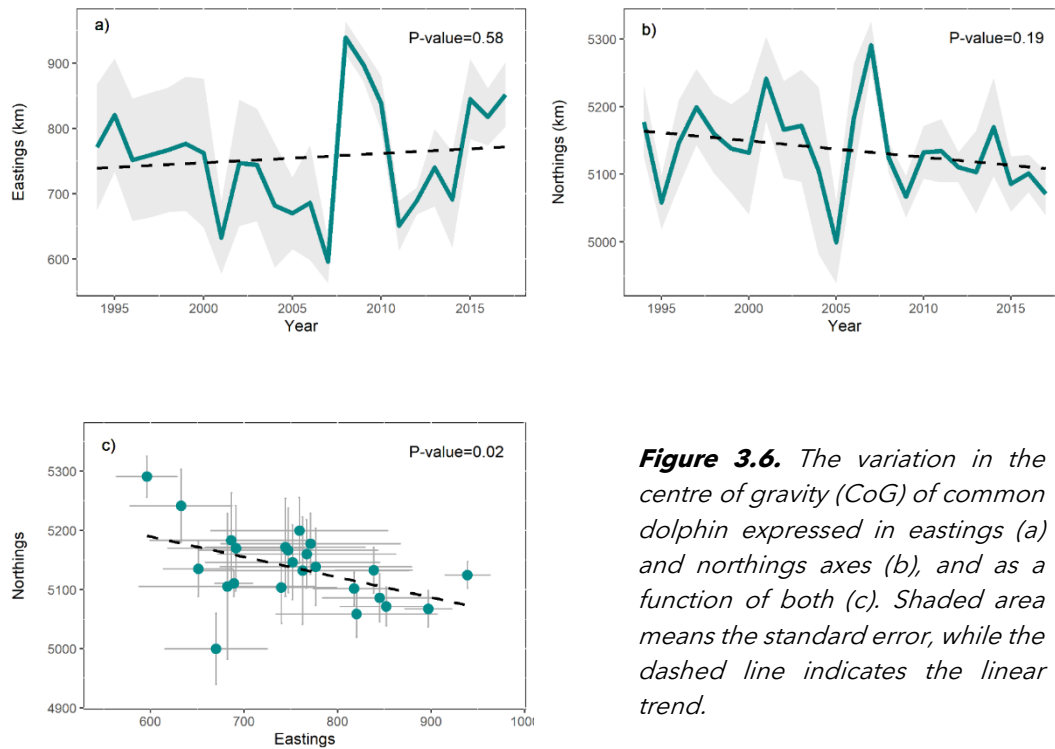 a)
P-value=0.58
900
800
700
600
Eastings (km)
1995
2000
2005
2010
2015
Year
b)
P-value=0.19
5300
5200
5100
5000
Northings (km)
1995
2000
2005
2010
2015
Year
c)
P-value=0.02
5300
5200
5100
5000
4900
Northings
600
700
800
900
1000
Eastings
Figure 3.6. The variation in the
centre of gravity (CoG) of common
dolphin expressed in eastings (a)
and northings axes (b), and as a
function of both (c). Shaded area
means the standard error, while the
dashed line indicates the linear
trend.